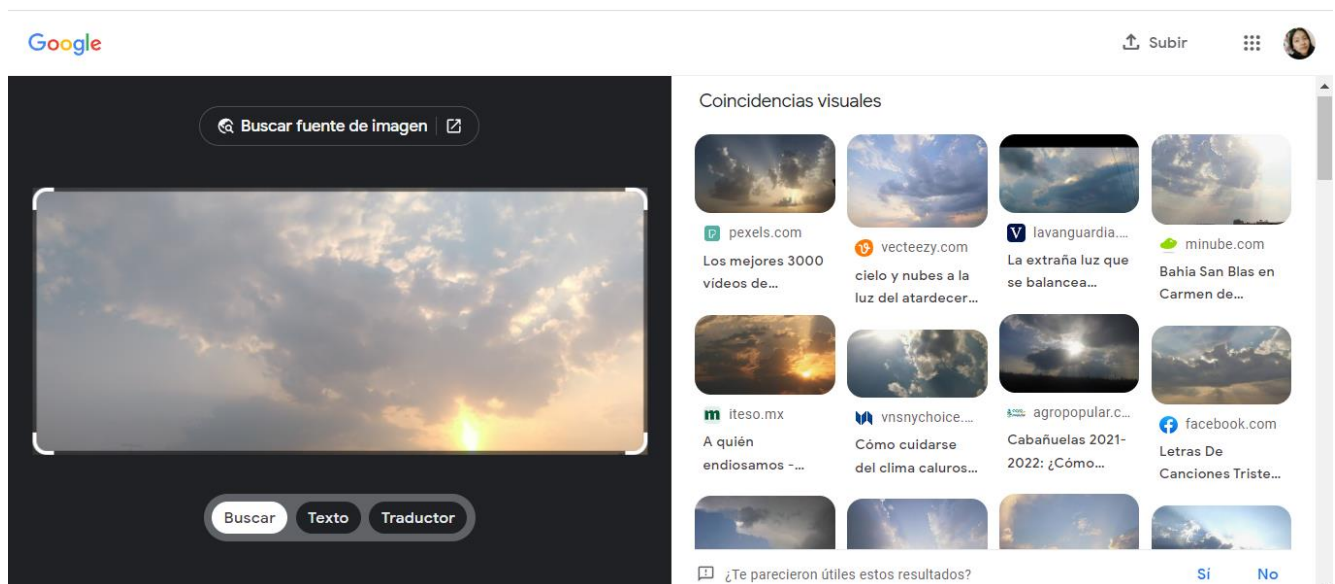 Google
Subir
Buscar fuente de imagen
Coincidencias visuales
pexels.com
Los mejores 3000
vídeos de...
vecteezy.com
cielo y nubes a la
luz del atardecer...
lavanguardia....
La extraña luz que
se balancea...
minube.com
Bahia San Blas en
Carmen de...
iteso.mx
A quién
endiosamos -...
vnsnychoice....
Cómo cuidarse
del clima caluros...
agropopular.c...
Cabañuelas 2021-
2022: ¿Cómo...
facebook.com
Letras De
Canciones Triste...
Buscar
Texto
Traductor
¿Te parecieron útiles estos resultados?
Sí
No